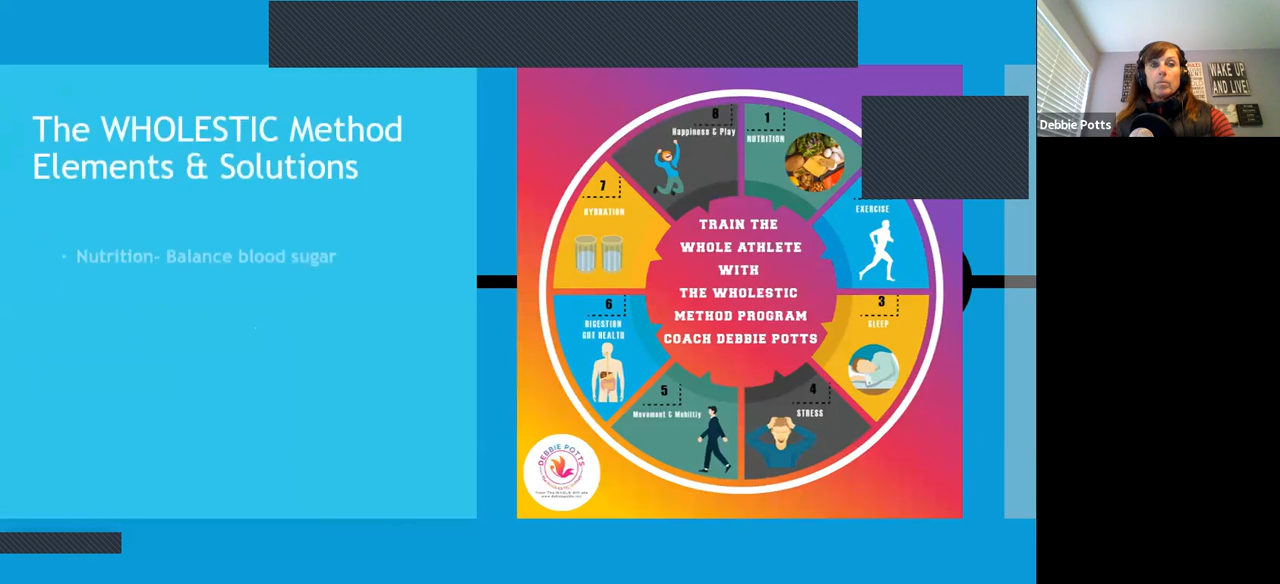 The WHOLESTIC Method
Elements & Solutions
Nutrition- Balance blood sugar
8
Happiness & Play
1
NUTRITION
7
HYDRATION
EXERCISE
TRAIN THE
WHOLE ATHLETE
WITH
THE WHOLESTIC
METHOD PROGRAM
COACH DEBBIE POTTS
6
DIGESTION
GUT HEALTH
3
SLEEP
5
Movement & Mobility
4
STRESS
DEBBIE POTTS
WAKE UP
AND LIVE!
Debbie Potts